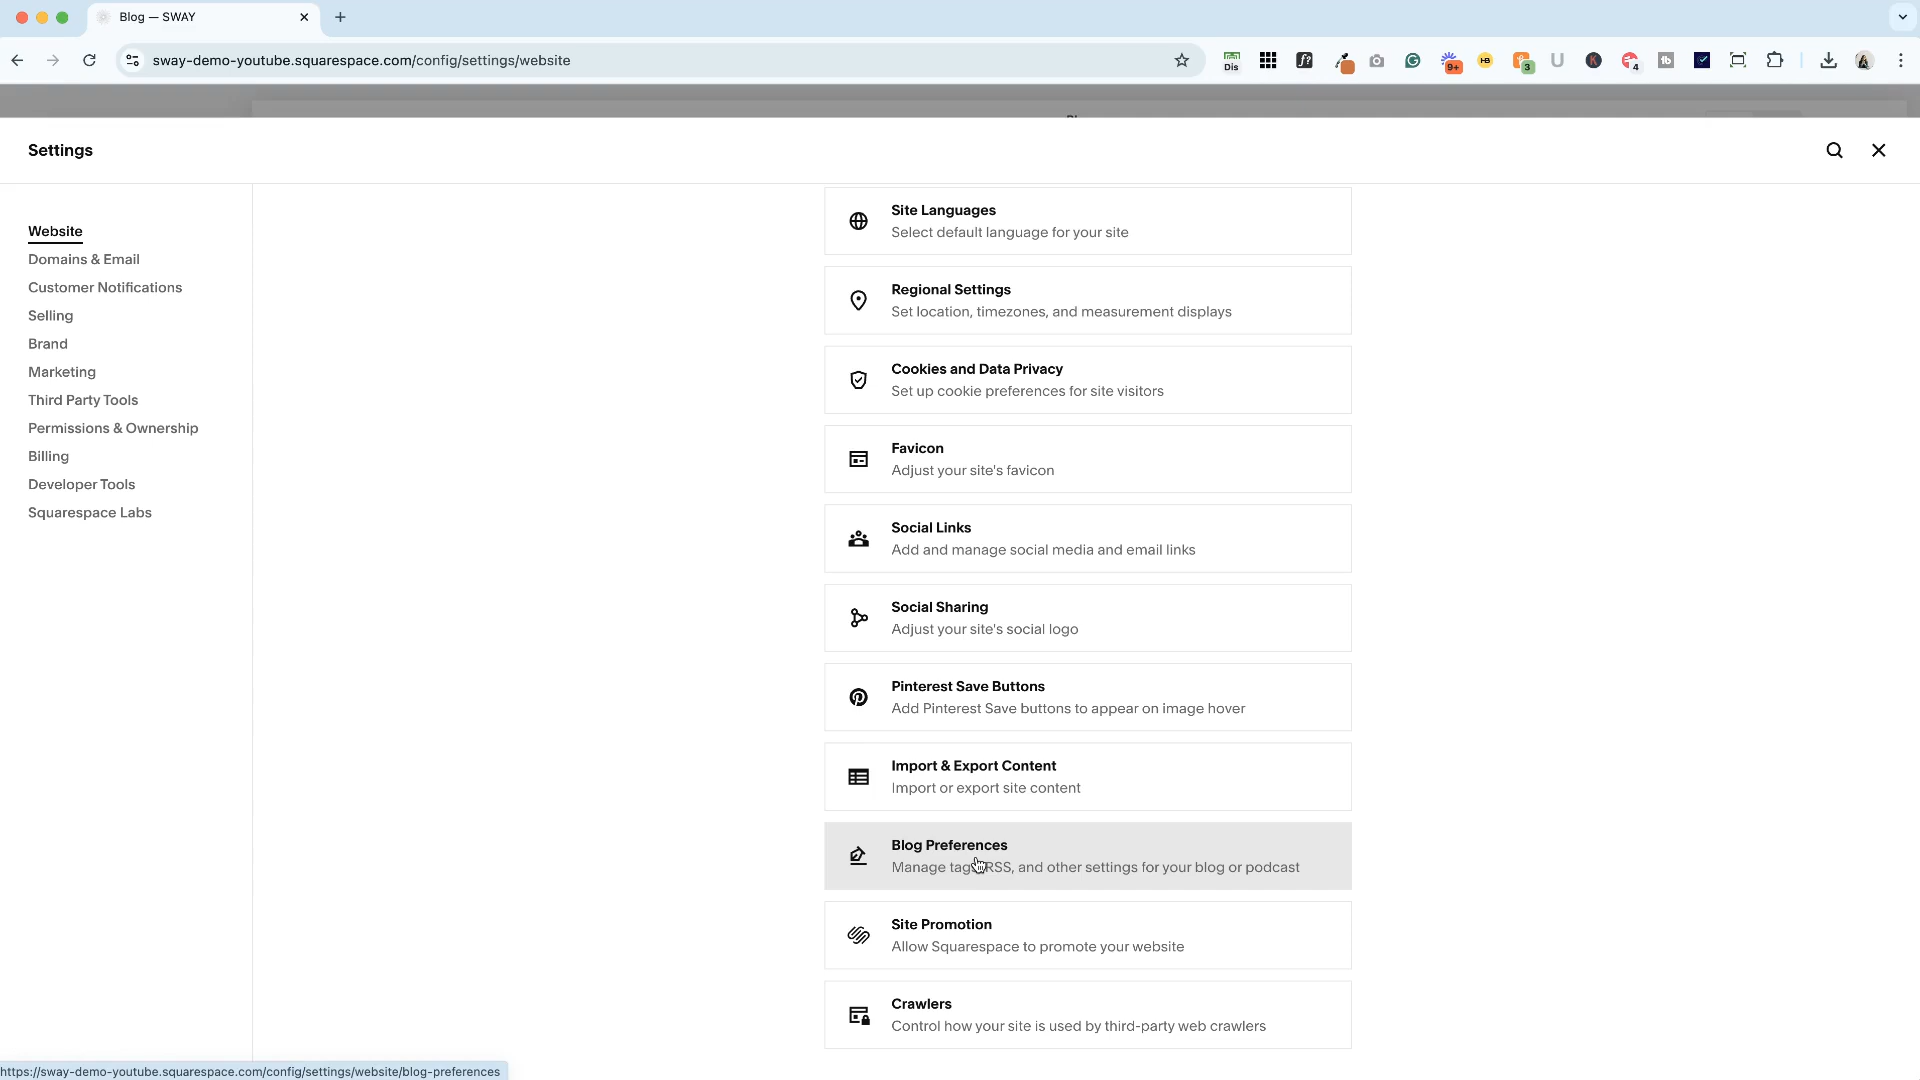 Blog — SWAY
sway-demo-youtube.squarespace.com/config/settings/website
Dis
f?
9+
HB
3
U
K
4
tb
Settings
Website
Domains & Email
Customer Notifications
Selling
Brand
Marketing
Third Party Tools
Permissions & Ownership
Billing
Developer Tools
Squarespace Labs
Site Languages
Select default language for your site
Regional Settings
Set location, timezones, and measurement displays
Cookies and Data Privacy
Set up cookie preferences for site visitors
Favicon
Adjust your site's favicon
Social Links
Add and manage social media and email links
Social Sharing
Adjust your site's social logo
Pinterest Save Buttons
Add Pinterest Save buttons to appear on image hover
Import & Export Content
Import or export site content
Blog Preferences
Manage tags, RSS, and other settings for your blog or podcast
Site Promotion
Allow Squarespace to promote your website
Crawlers
Control how your site is used by third-party web crawlers
https://sway-demo-youtube.squarespace.com/config/settings/website/blog-preferences